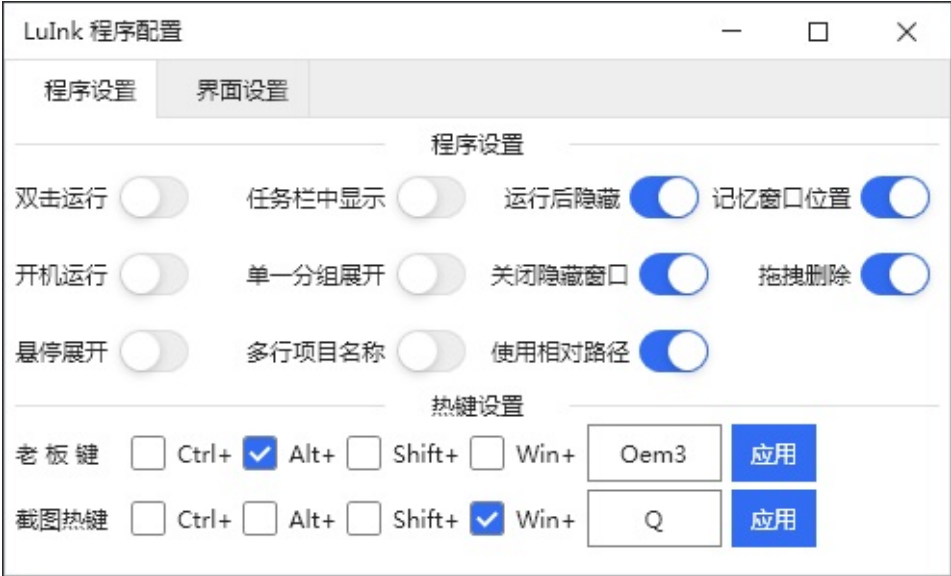 LuInk 程序配置
程序设置 界面设置
程序设置
双击运行 任务栏中显示 运行后隐藏 记忆窗口位置
开机运行 单一分组展开 关闭隐藏窗口 拖拽删除
悬停展开 多行项目名称 使用相对路径
热键设置
老 板 键 Ctrl+ Alt+ Shift+ Win+ Oem3 应用
截图热键 Ctrl+ Alt+ Shift+ Win+ Q 应用